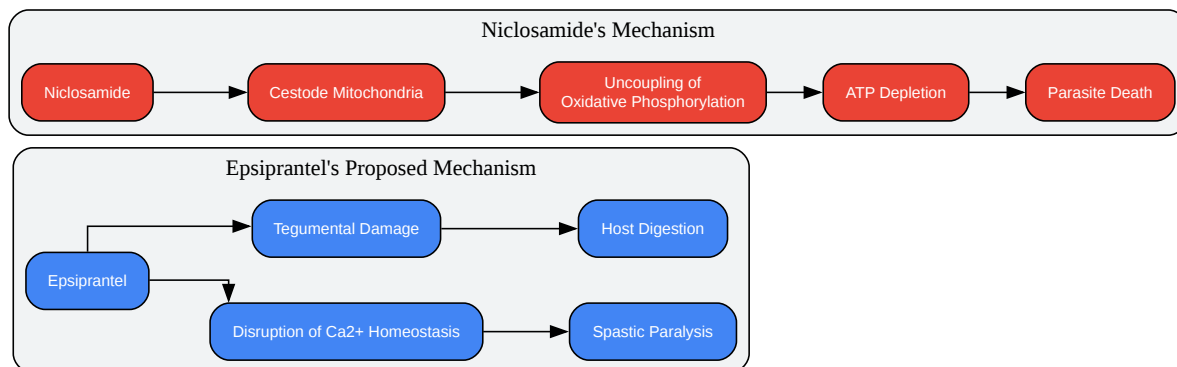 Niclosamide's Mechanism
Niclosamide
Cestode Mitochondria
Uncoupling of
Oxidative Phosphorylation
ATP Depletion
Parasite Death
Epsiprantel's Proposed Mechanism
Epsiprantel
Tegumental Damage
Host Digestion
Disruption of Ca2+ Homeostasis
Spastic Paralysis